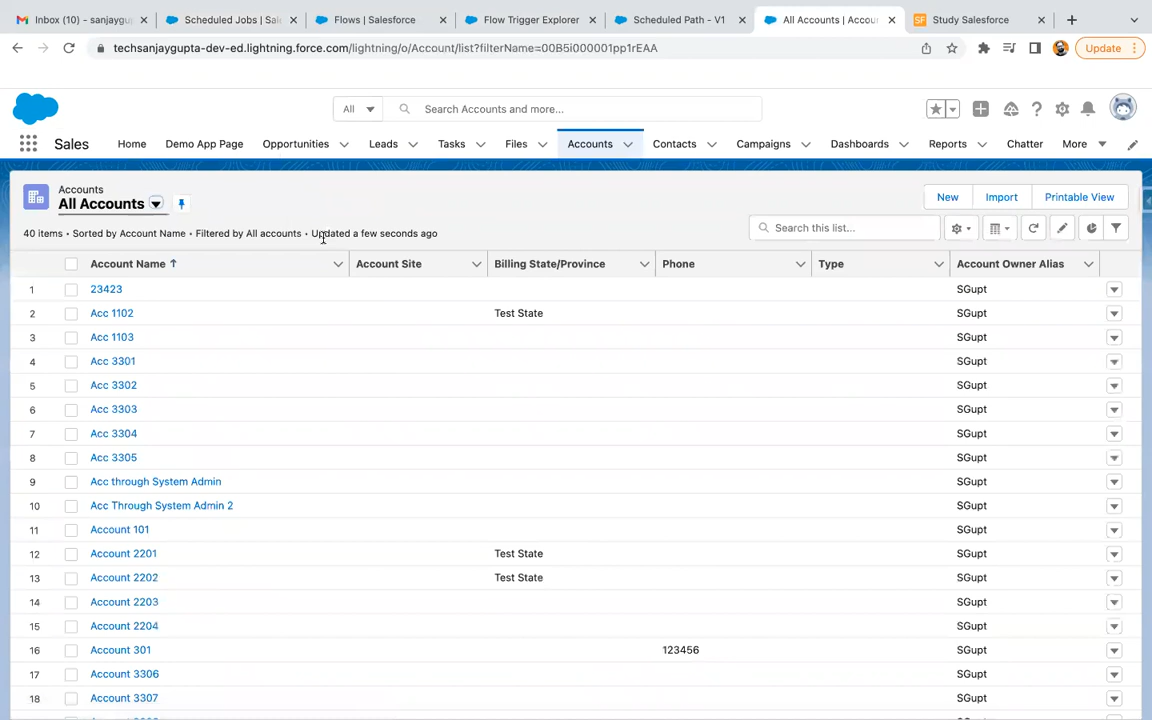 Inbox (10) - sanjaygup
Scheduled Jobs | Sal
Flows | Salesforce
Flow Trigger Explorer
Scheduled Path - V1
All Accounts | Accou
SF Study Salesforce
techsanjaygupta-dev-ed.lightning.force.com/lightning/o/Account/list?filterName=00B5i000001pp1rEAA
Update
All
Search Accounts and more...
Sales Home Demo App Page Opportunities Leads Tasks Files Accounts Contacts Campaigns Dashboards Reports Chatter More
Accounts
All Accounts
New Import Printable View
40 items • Sorted by Account Name • Filtered by All accounts • Updated a few seconds ago
Search this list...
Account Name Account Site Billing State/Province Phone Type Account Owner Alias
1 23423 SGupt
2 Acc 1102 Test State SGupt
3 Acc 1103 SGupt
4 Acc 3301 SGupt
5 Acc 3302 SGupt
6 Acc 3303 SGupt
7 Acc 3304 SGupt
8 Acc 3305 SGupt
9 Acc through System Admin SGupt
10 Acc Through System Admin 2 SGupt
11 Account 101 SGupt
12 Account 2201 Test State SGupt
13 Account 2202 Test State SGupt
14 Account 2203 SGupt
15 Account 2204 SGupt
16 Account 301 123456 SGupt
17 Account 3306 SGupt
18 Account 3307 SGupt